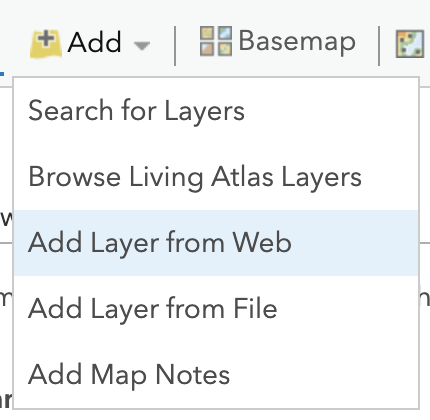 Add
Basemap
Search for Layers
Browse Living Atlas Layers
Add Layer from Web
Add Layer from File
Add Map Notes